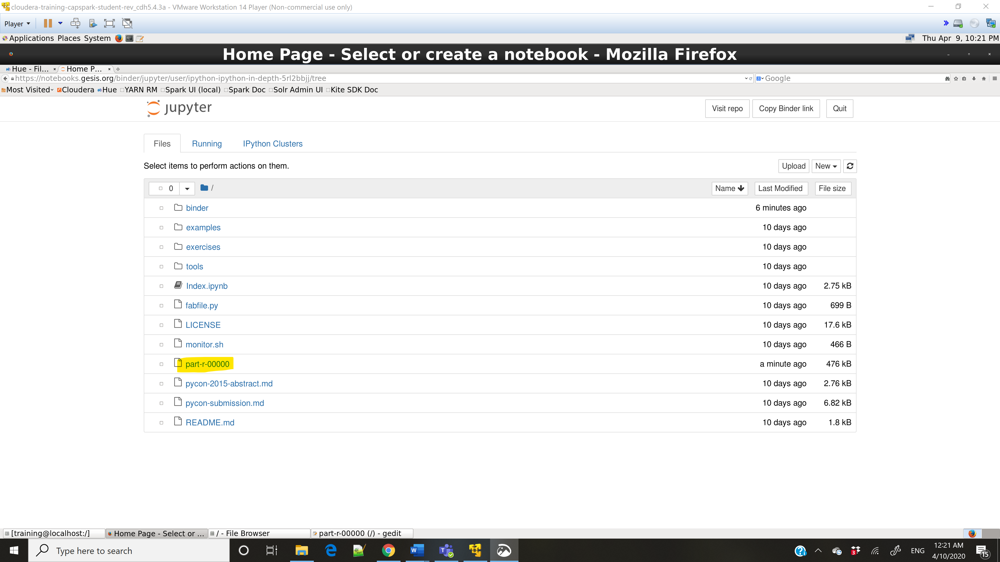 cloudera-training-capspark-student-rev_cdh5.4.3a - VMware Workstation 14 Player (Non-commercial use only)
Player
Applications Places System Thu Apr 9, 10:21 PM
Home Page - Select or create a notebook - Mozilla Firefox
Hue - Fil... Home P...
https://notebooks.gesis.org/binder/jupyter/user/ipython-ipython-in-depth-5rl2bbjj/tree Google
Most Visited Cloudera Hue YARN RM Spark UI (local) Spark Doc Solr Admin UI Kite SDK Doc
jupyter Visit repo Copy Binder link Quit
Files Running IPython Clusters
Select items to perform actions on them. Upload New
0 / Name Last Modified File size
binder 6 minutes ago
examples 10 days ago
exercises 10 days ago
tools 10 days ago
Index.ipynb 10 days ago 2.75 kB
fabfile.py 10 days ago 699 B
LICENSE 10 days ago 17.6 kB
monitor.sh 10 days ago 466 B
part-r-00000 a minute ago 476 kB
pycon-2015-abstract.md 10 days ago 2.76 kB
pycon-submission.md 10 days ago 6.82 kB
README.md 10 days ago 1.8 kB
[training@localhost:/] Home Page - Select or ... / - File Browser part-r-00000 (/) - gedit
Type here to search ENG 12:21 AM
4/10/2020 15